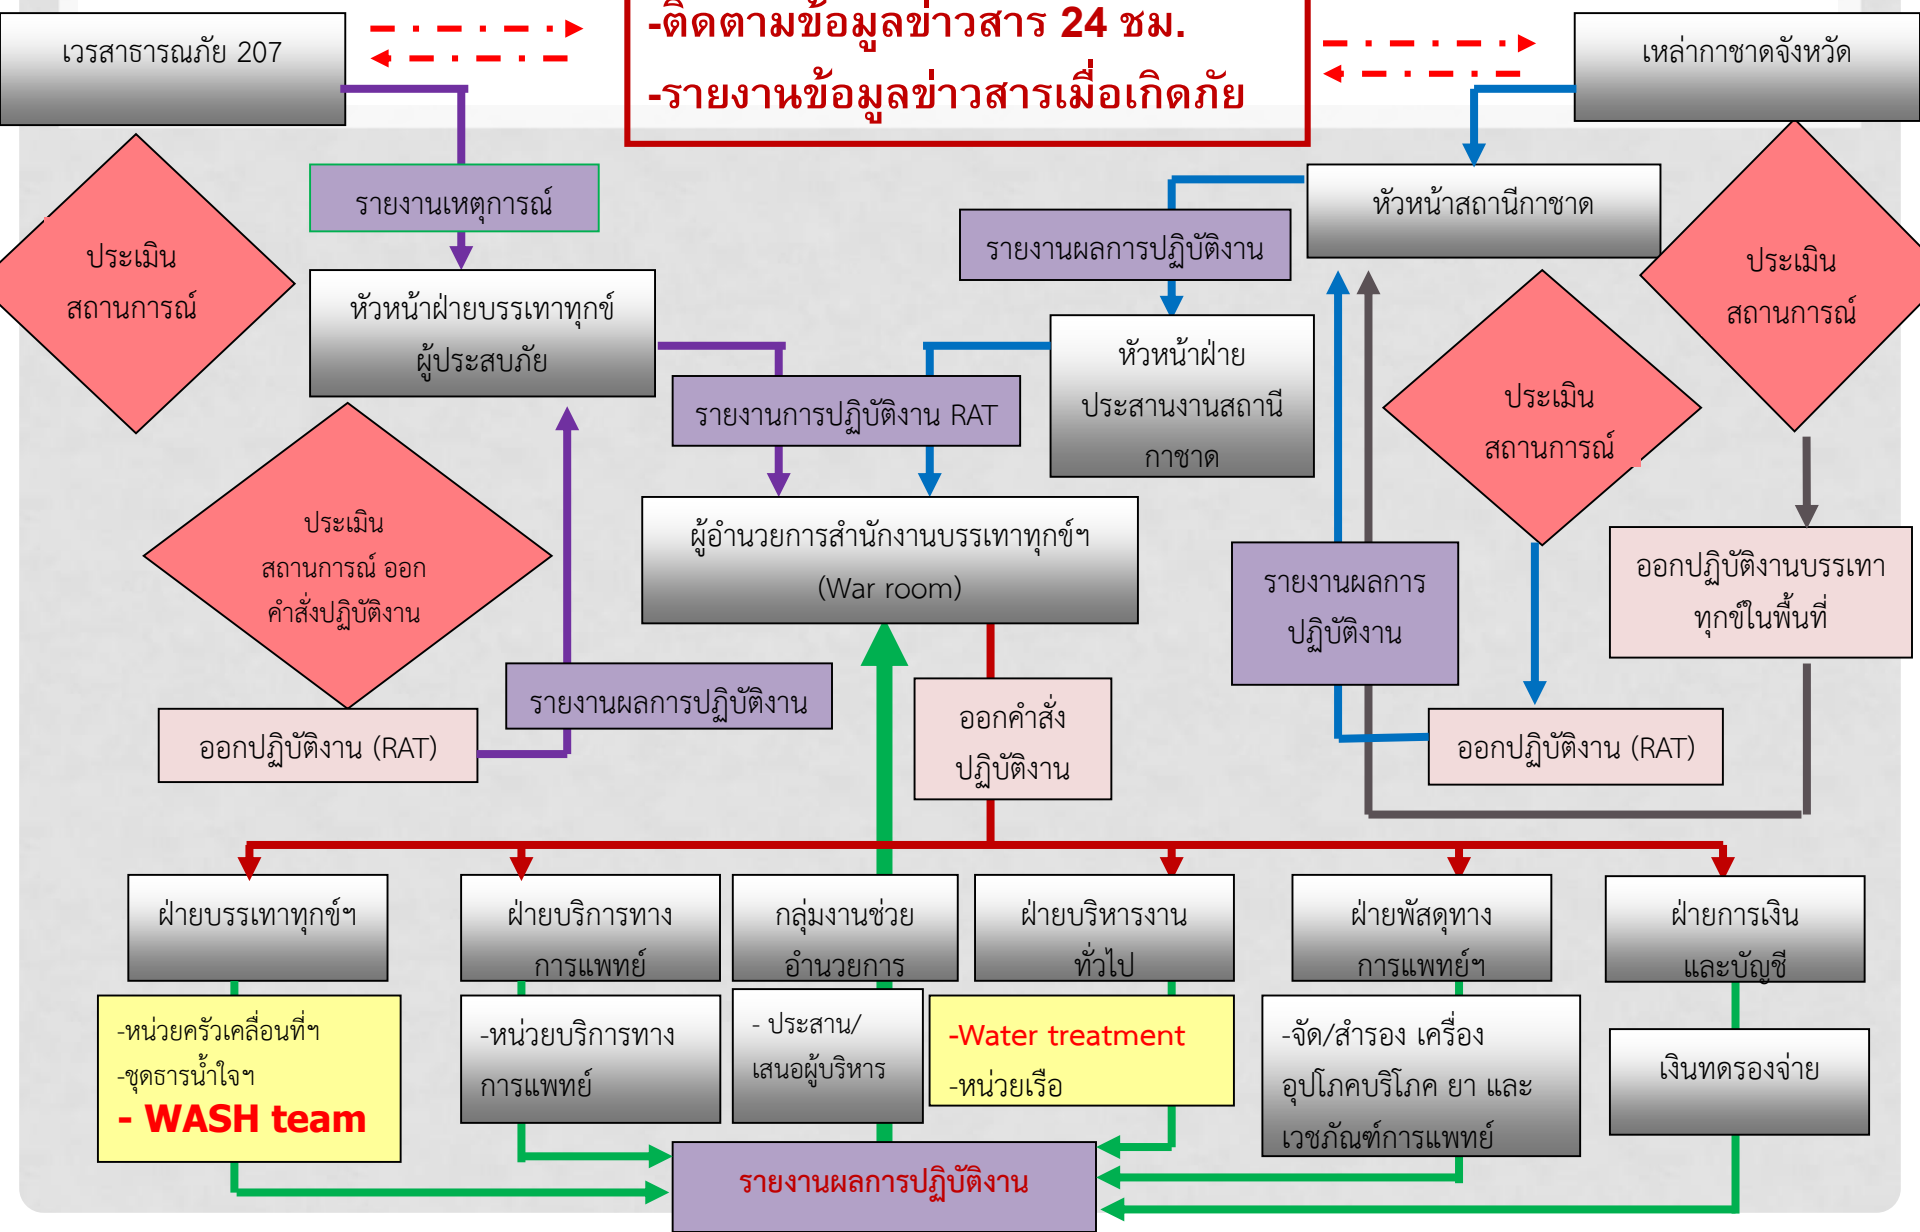 -ติดตามข้อมูลข่าวสาร 24 ชม.
-รายงานข้อมูลข่าวสารเมื่อเกิดภัย
เวรสาธารณภัย 207
เหล่ากาชาดจังหวัด
รายงานเหตุการณ์
หัวหน้าสถานีกาชาด
ประเมิน
สถานการณ์
รายงานผลการปฏิบัติงาน
ประเมิน
สถานการณ์
หัวหน้าฝ่ายบรรเทาทุกข์
ผู้ประสบภัย
หัวหน้าฝ่าย
ประสานงานสถานี
กาชาด
รายงานการปฏิบัติงาน RAT
ประเมิน
สถานการณ์
ประเมิน
สถานการณ์ ออก
คำสั่งปฏิบัติงาน
ผู้อำนวยการสำนักงานบรรเทาทุกข์ฯ
(War room)
รายงานผลการ
ปฏิบัติงาน
ออกปฏิบัติงานบรรเทา
ทุกข์ในพื้นที่
รายงานผลการปฏิบัติงาน
ออกคำสั่ง
ปฏิบัติงาน
ออกปฏิบัติงาน (RAT)
ออกปฏิบัติงาน (RAT)
ฝ่ายบรรเทาทุกข์ฯ
ฝ่ายบริการทาง
การแพทย์
กลุ่มงานช่วย
อำนวยการ
ฝ่ายบริหารงาน
ทั่วไป
ฝ่ายพัสดุทาง
การแพทย์ฯ
ฝ่ายการเงิน
และบัญชี
-หน่วยครัวเคลื่อนที่ฯ
-ชุดธารน้ำใจฯ
- WASH team
-หน่วยบริการทาง
การแพทย์
- ประสาน/
เสนอผู้บริหาร
-Water treatment
-หน่วยเรือ
-จัด/สำรอง เครื่อง
อุปโภคบริโภค ยา และ
เวชภัณฑ์การแพทย์
เงินทดรองจ่าย
รายงานผลการปฏิบัติงาน